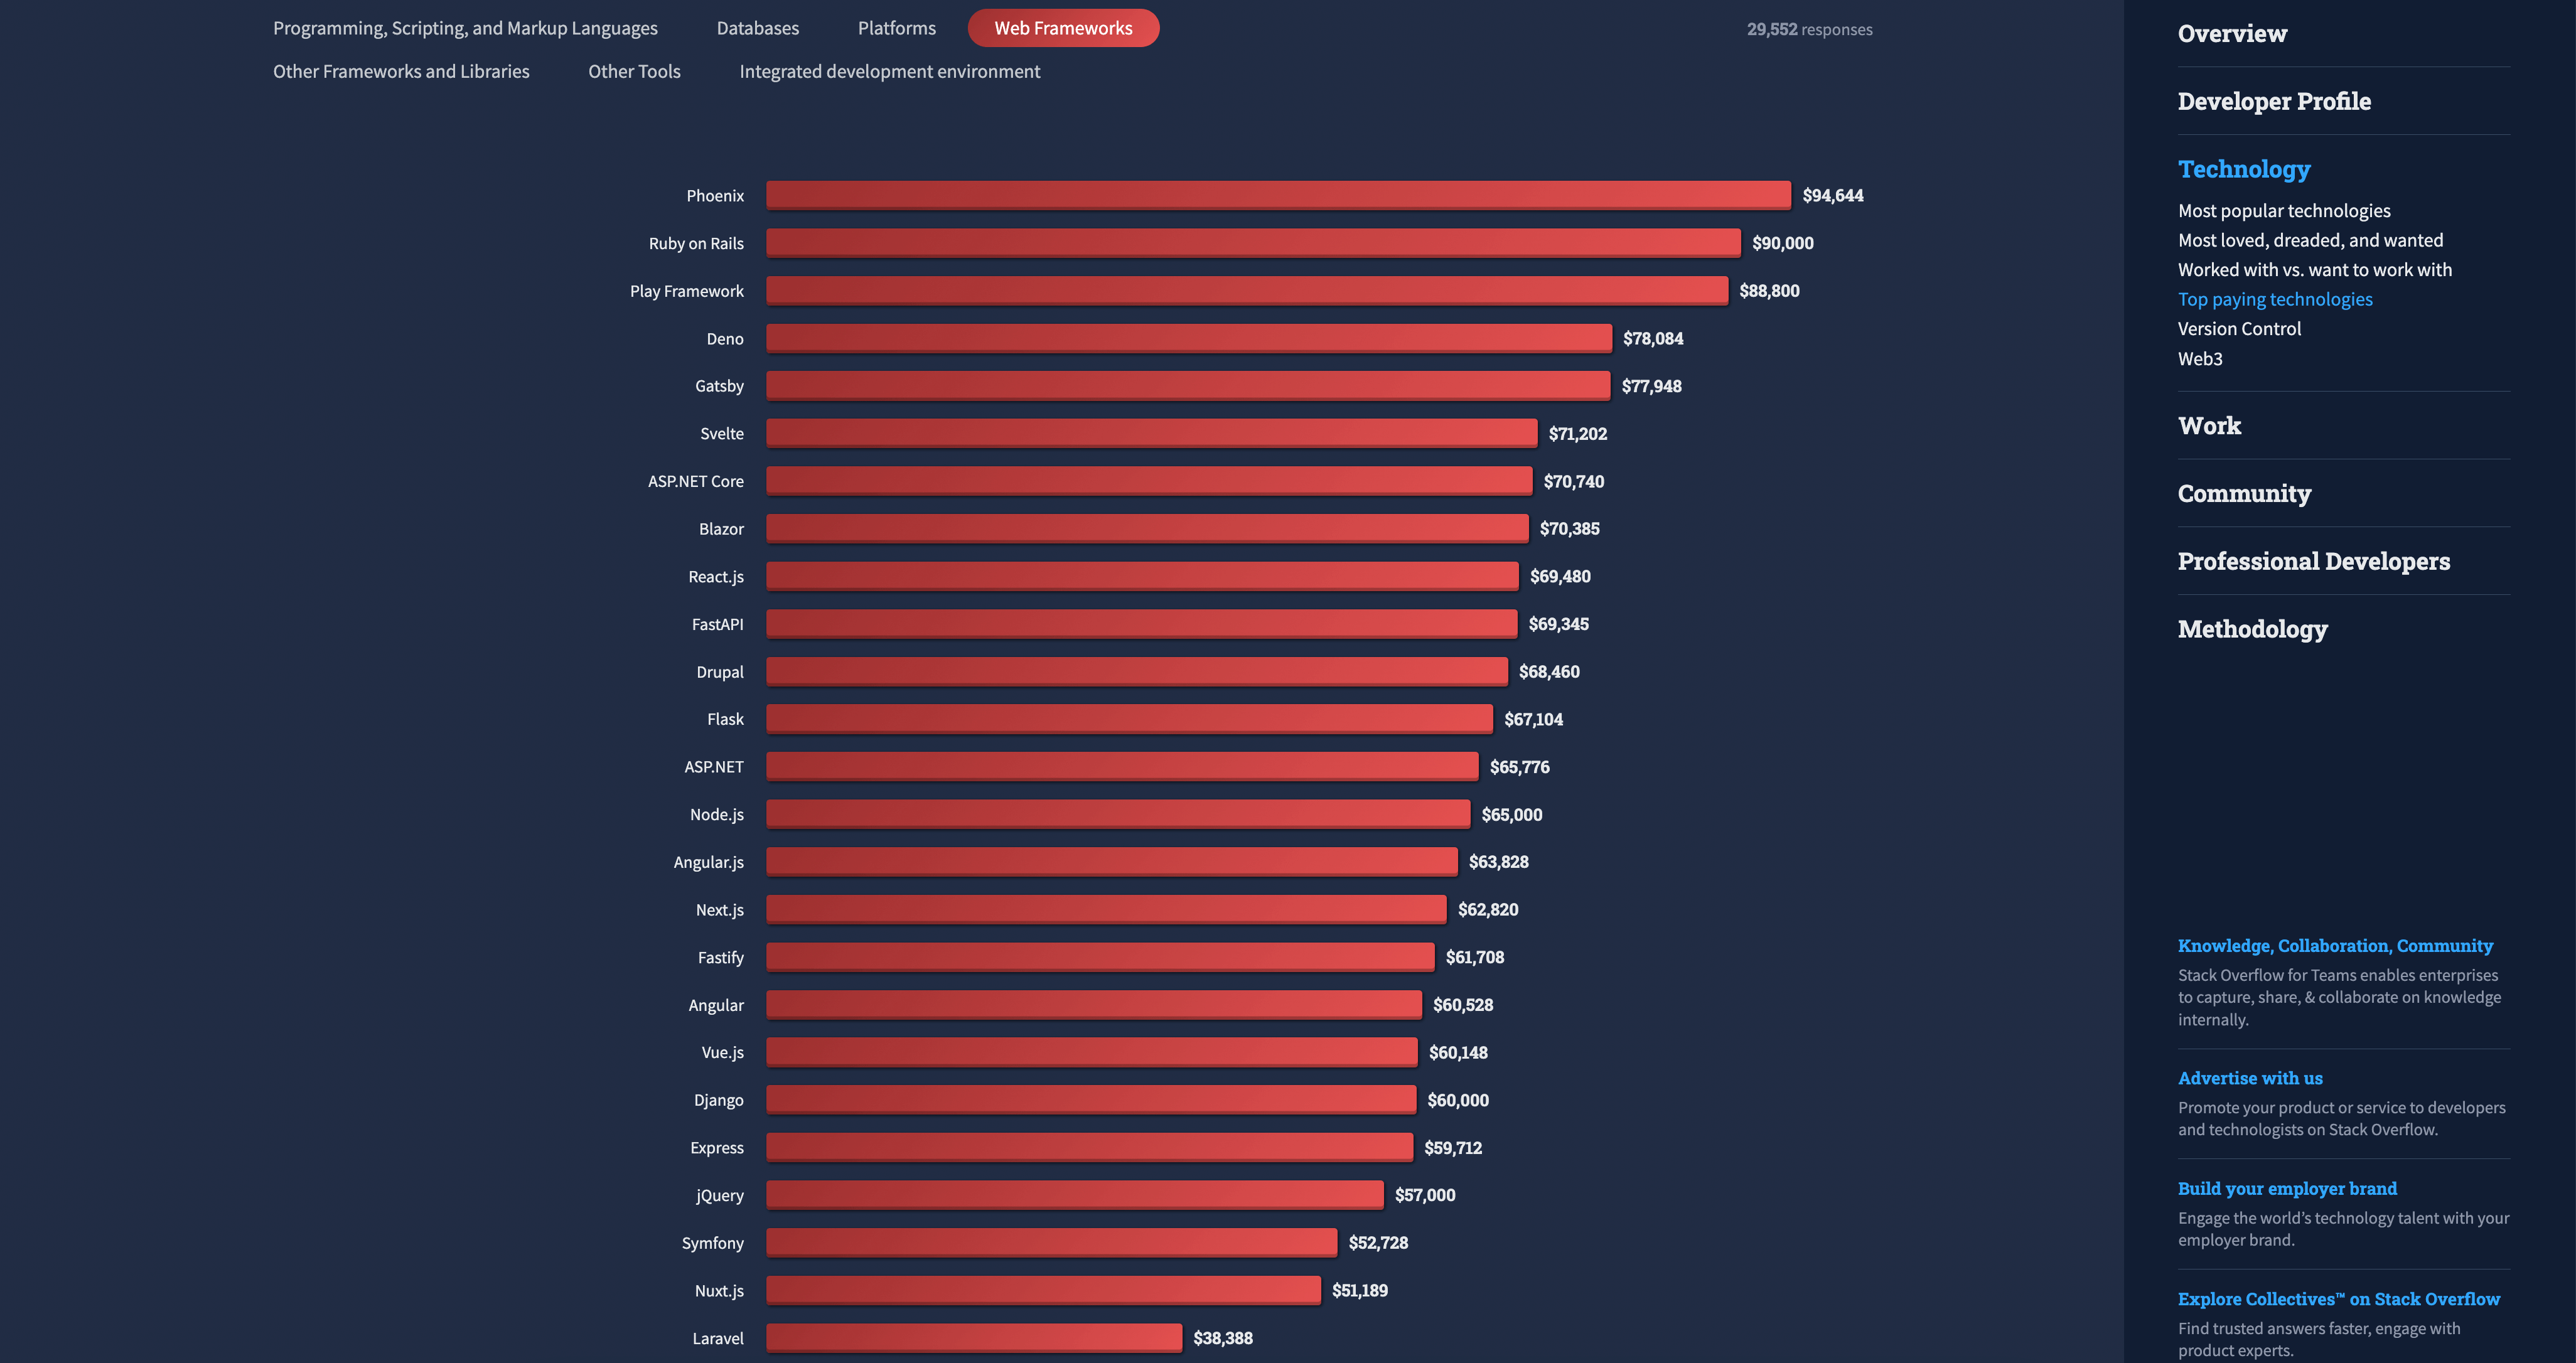 Programming, Scripting, and Markup Languages Databases Platforms Web Frameworks 29,552 responses
Other Frameworks and Libraries Other Tools Integrated development environment
Phoenix $94,644
Ruby on Rails $90,000
Play Framework $88,800
Deno $78,084
Gatsby $77,948
Svelte $71,202
ASP.NET Core $70,740
Blazor $70,385
React.js $69,480
FastAPI $69,345
Drupal $68,460
Flask $67,104
ASP.NET $65,776
Node.js $65,000
Angular.js $63,828
Next.js $62,820
Fastify $61,708
Angular $60,528
Vue.js $60,148
Django $60,000
Express $59,712
jQuery $57,000
Symfony $52,728
Nuxt.js $51,189
Laravel $38,388
Overview
Developer Profile
Technology
Most popular technologies
Most loved, dreaded, and wanted
Worked with vs. want to work with
Top paying technologies
Version Control
Web3
Work
Community
Professional Developers
Methodology
Knowledge, Collaboration, Community
Stack Overflow for Teams enables enterprises
to capture, share, & collaborate on knowledge
internally.
Advertise with us
Promote your product or service to developers
and technologists on Stack Overflow.
Build your employer brand
Engage the world’s technology talent with your
employer brand.
Explore Collectives™ on Stack Overflow
Find trusted answers faster, engage with
product experts.